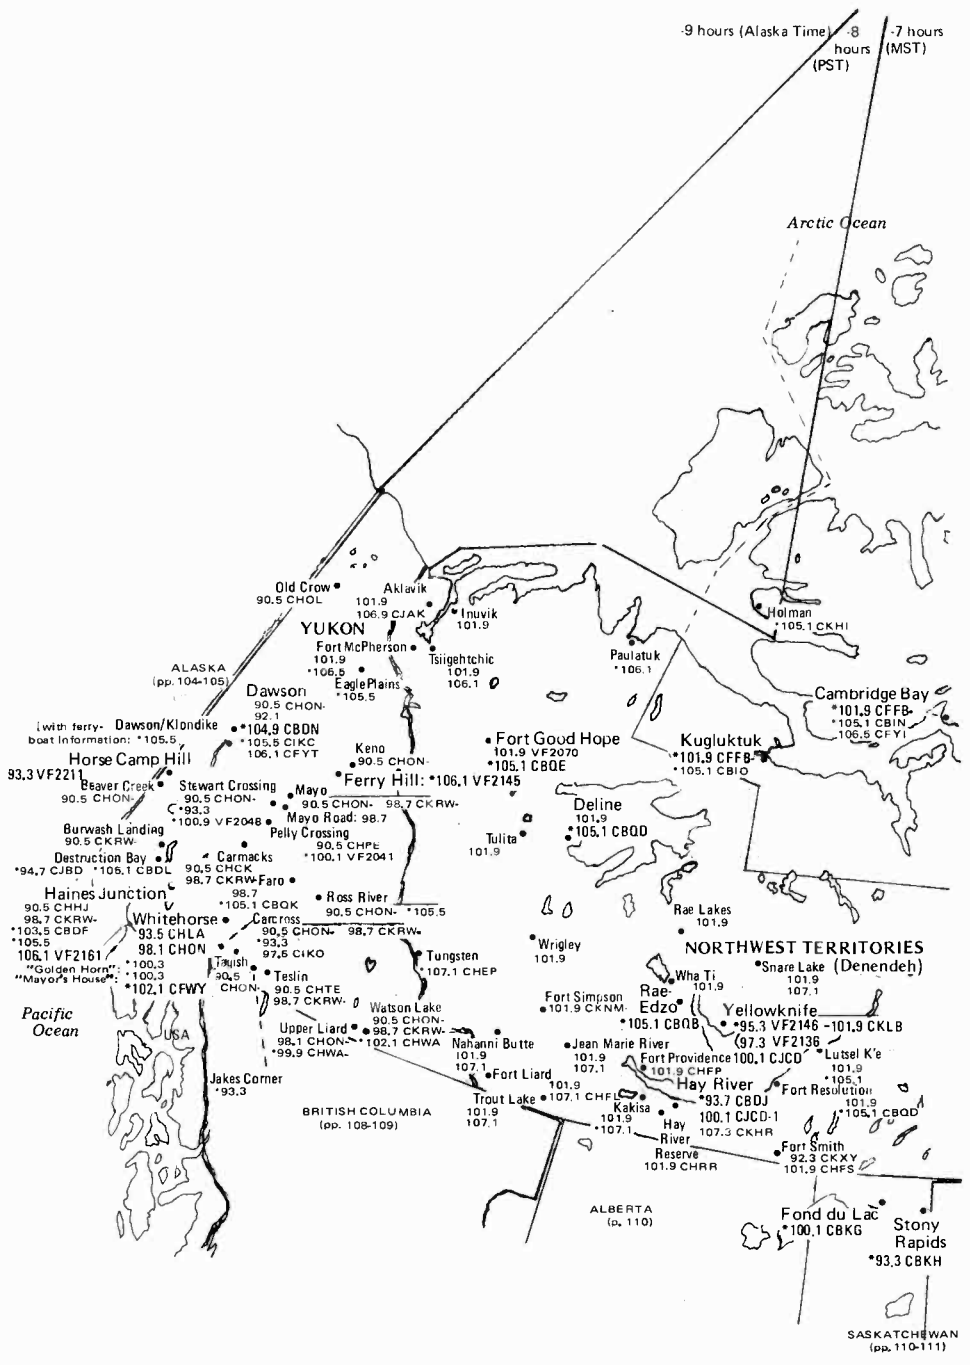 -9 hours (Alaska Time)
-8
hours
(PST)
-7 hours
(MST)
Arctic Ocean
Old Crow
90.5 CHOL
Aklavik
101.9
106.9 CJAK
Inuvik
101.9
YUKON
Fort McPherson
101.9
*106.5
Tsiigehtchic
101.9
106.1
Eagle Plains
*105.5
Paulatuk
*106.1
Holman
*105.1 CKHI
ALASKA
(pp. 104-105)
Dawson
90.5 CHON-
92.1
*104.9 CBDN
*105.5 CIKC
106.1 CFYT
(with ferry-
boat Information:
Dawson/Klondike
*105.5
Cambridge Bay
*101.9 CFFB-
*105.1 CBIN
106.5 CFYI
Fort Good Hope
101.9 VF2070
*105.1 CBQE
Kugluktuk
*101.9 CFFB-
*105.1 CBIO
Keno
90.5 CHON-
Ferry Hill: *106.1 VF2145
Horse Camp Hill
93.3 VF2211
Beaver Creek
90.5 CHON-
Stewart Crossing
90.5 CHON-
*93.3
*100.9 VF2048
Mayo
90.5 CHON- 98.7 CKRW-
Mayo Road: 98.7
Pelly Crossing
90.5 CHPE
*100.1 VF2041
Deline
*105.1 CBQD
Tulita
101.9
Burwash Landing
90.5 CKRW-
Destruction Bay
*94.7 CJBD *105.1 CBDL
Carmacks
90.5 CHCK
98.7 CKRW-
Faro
98.7
*105.1 CBQK
Haines Junction
90.5 CHHJ
98.7 CKRW-
*103.5 CBDF
*105.5
106.1 VF2161
Ross River
90.5 CHON- *105.5
Whitehorse
93.5 CHLA
98.1 CHON
"Golden Horn": *100.3
"Mayor's House": *100.3
*102.1 CFWY
Carcross
90.5 CHON- 98.7 CKRW-
*93.3
97.5 CIKO
Rae Lakes
101.9
Wrigley
101.9
NORTHWEST TERRITORIES
(Denendeh)
Tungsten
*107.1 CHEP
Tagish
90.5
CHON-
Teslin
90.5 CHTE
98.7 CKRW-
Snare Lake
101.9
107.1
Wha Ti
101.9
Rae-
Edzo
*105.1 CBQB
Pacific
Ocean
USA
Fort Simpson
*101.9 CKNM-
Yellowknife
*95.3 VF2146 -101.9 CKLB
(97.3 VF2136
100.1 CJCD
Watson Lake
90.5 CHON-
98.7 CKRW-
*102.1 CHWA
Upper Liard
98.1 CHON-
*99.9 CHWA-
Nahanni Butte
101.9
107.1
Jean Marie River
101.9
107.1
Lutsel K'e
101.9
*105.1
Fort Providence
101.9 CHFP
Jakes Corner
*93.3
Fort Liard
101.9
*107.1 CHFL
Hay River
*93.7 CBDJ
100.1 CJCD-1
107.3 CKHR
Fort Resolution
101.9
*105.1 CBQD
Trout Lake
101.9
107.1
Kakisa
101.9
*107.1
Hay
River
Reserve
101.9 CHRR
BRITISH COLUMBIA
(pp. 108-109)
Fort Smith
92.3 CKXY
101.9 CHFS
ALBERTA
(p. 110)
Fond du Lac
*100.1 CBKG
Stony
Rapids
*93.3 CBKH
SASKATCHEWAN
(pp. 110-111)